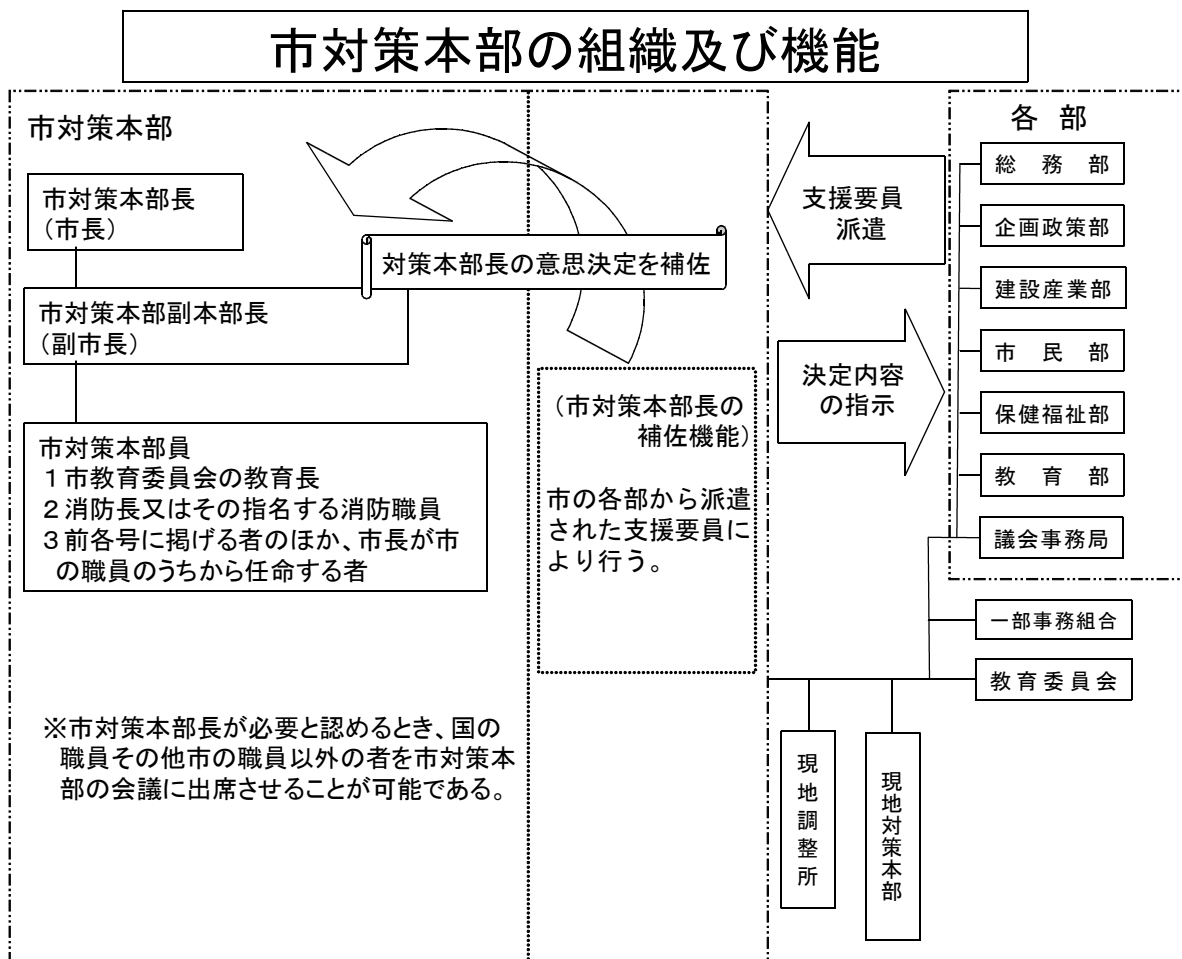 市対策本部の組織及び機能
市対策本部
市対策本部長
(市長)
市対策本部副本部長
(副市長)
市対策本部員
1市教育委員会の教育長
2消防長又はその指名する消防職員
3前各号に掲げる者のほか、市長が市
の職員のうちから任命する者
※市対策本部長が必要と認めるとき、国の
職員その他市の職員以外の者を市対策本
部の会議に出席させることが可能である。
対策本部長の意思決定を補佐
(市対策本部長の
補佐機能)
市の各部から派遣
された支援要員に
より行う。
支援要員
派遣
決定内容
の指示
各 部
総 務 部
企画政策部
建設産業部
市 民 部
保健福祉部
教 育 部
議会事務局
一部事務組合
教育委員会
現地調整所
現地対策本部